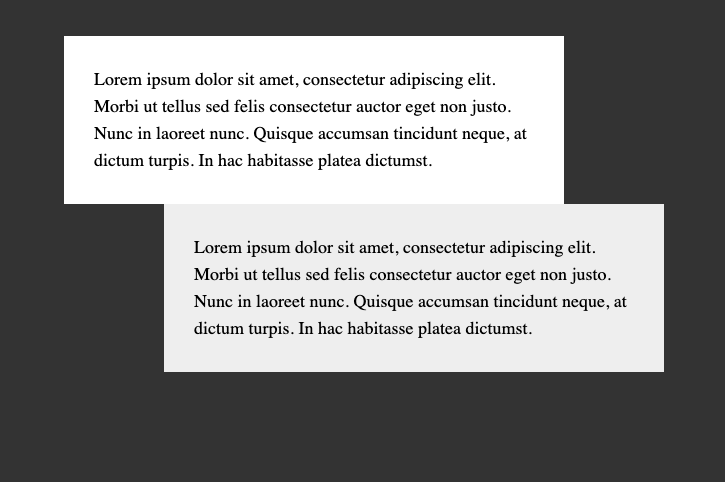 Lorem ipsum dolor sit amet, consectetur adipiscing elit.
Morbi ut tellus sed felis consectetur auctor eget non justo.
Nunc in laoreet nunc. Quisque accumsan tincidunt neque, at
dictum turpis. In hac habitasse platea dictumst.
Lorem ipsum dolor sit amet, consectetur adipiscing elit.
Morbi ut tellus sed felis consectetur auctor eget non justo.
Nunc in laoreet nunc. Quisque accumsan tincidunt neque, at
dictum turpis. In hac habitasse platea dictumst.